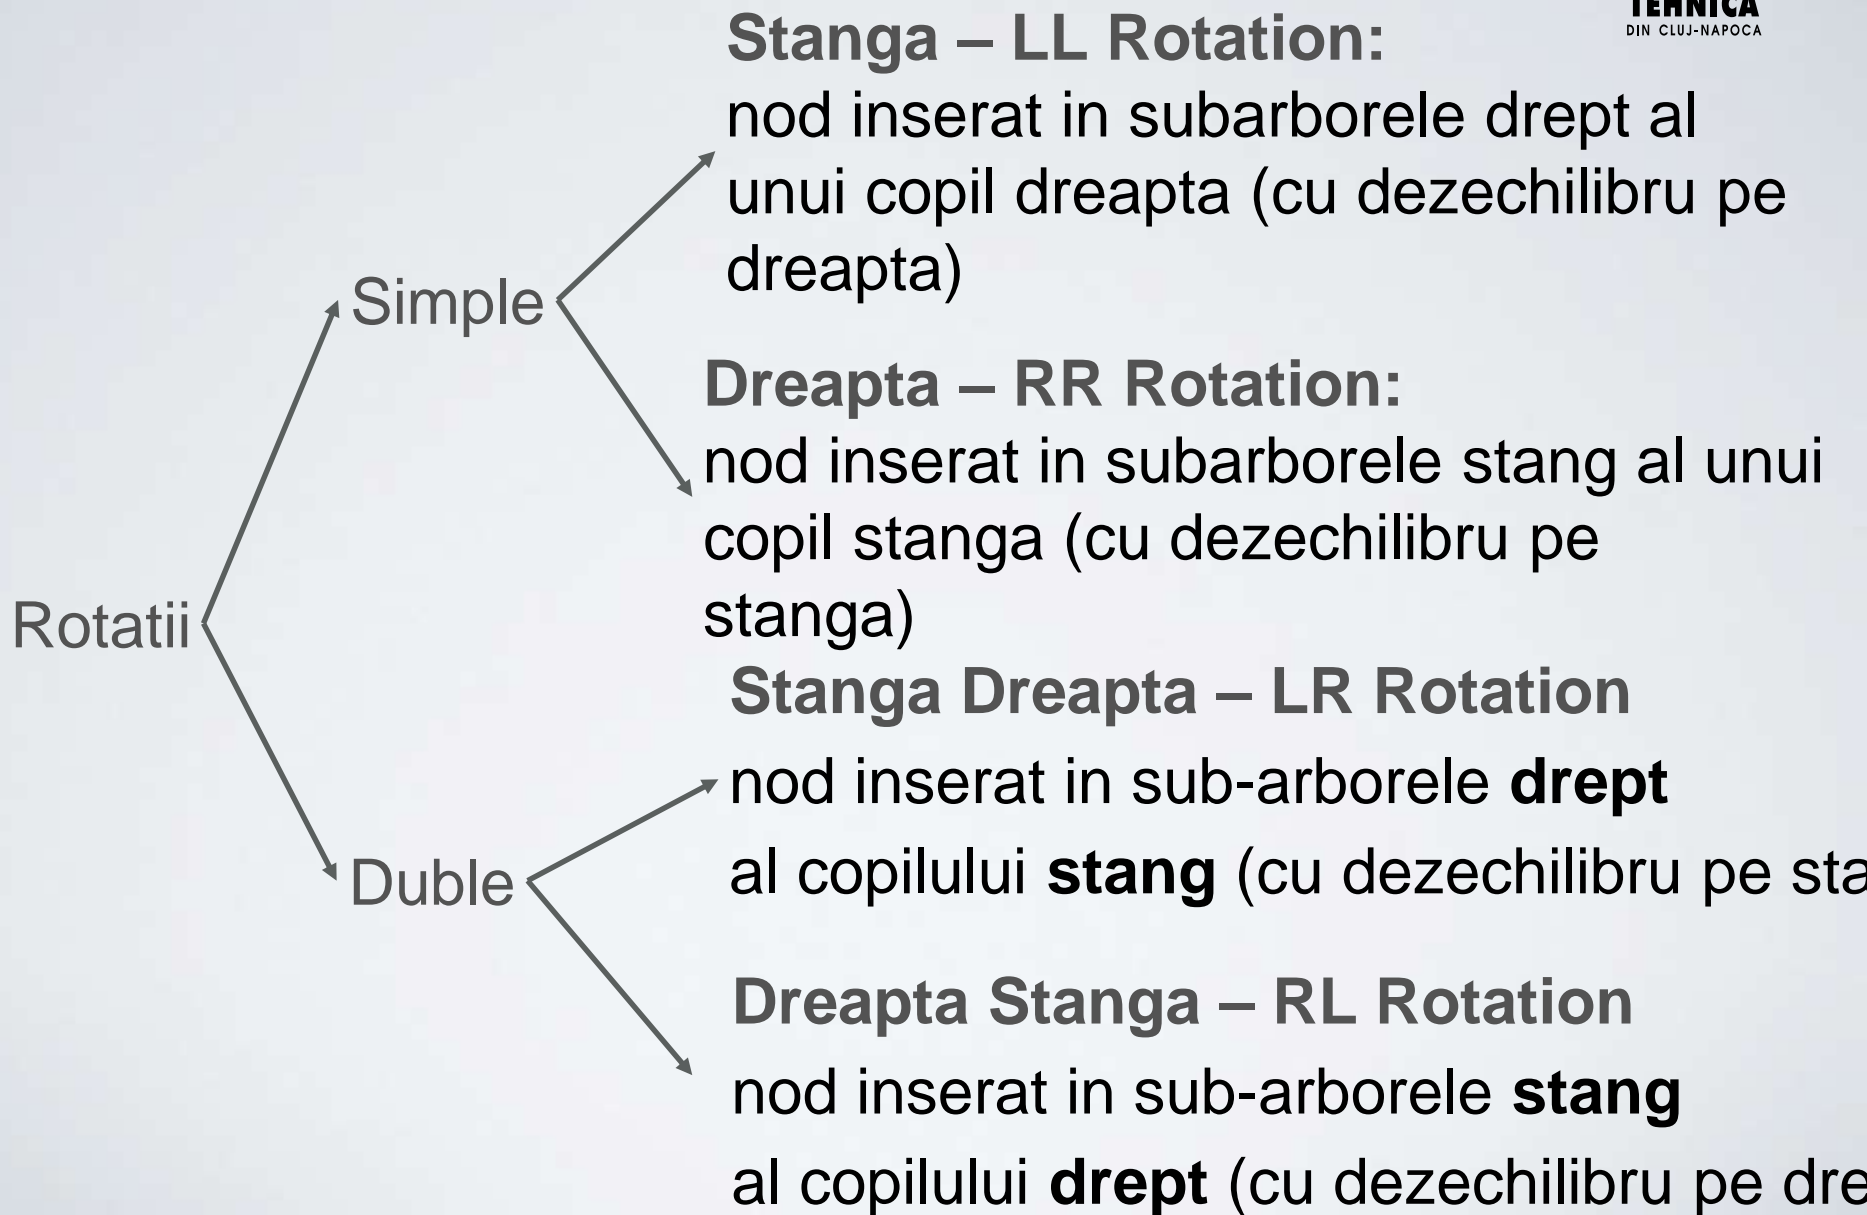 TEHNICA
DIN CLUJ-NAPOCA
Stanga – LL Rotation:
nod inserat in subarborele drept al
unui copil dreapta (cu dezechilibru pe
dreapta)
Simple
Dreapta – RR Rotation:
nod inserat in subarborele stang al unui
copil stanga (cu dezechilibru pe
stanga)
Rotatii
Stanga Dreapta – LR Rotation
nod inserat in sub-arborele drept
al copilului stang (cu dezechilibru pe sta
Duble
Dreapta Stanga – RL Rotation
nod inserat in sub-arborele stang
al copilului drept (cu dezechilibru pe dre